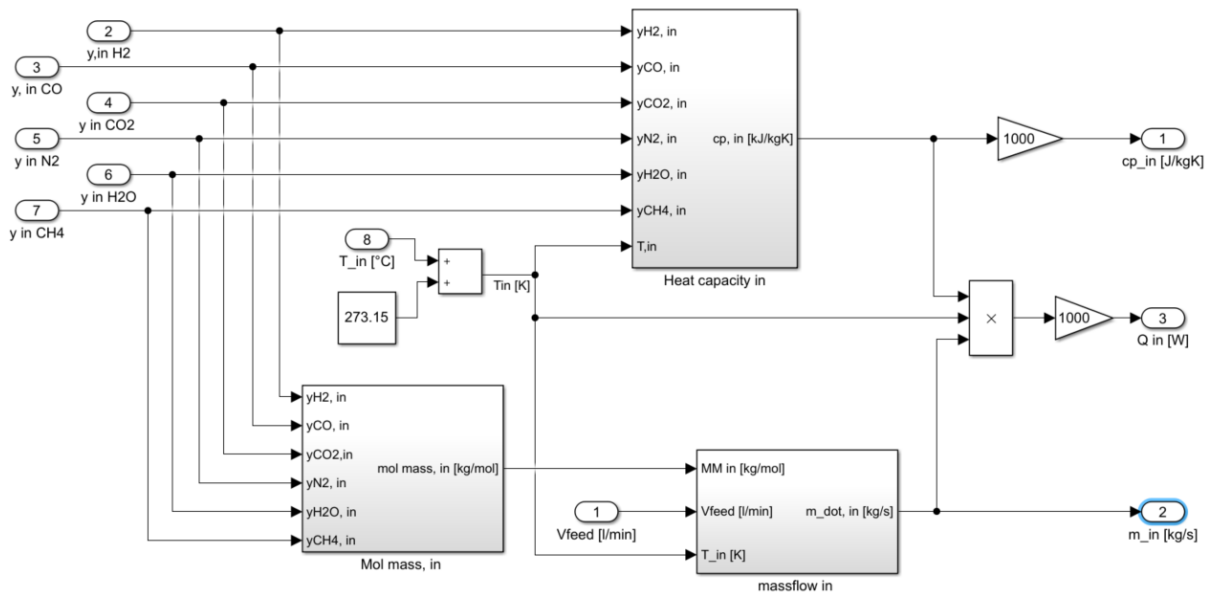 2
y,in H2
3
y, in CO
4
y in CO2
5
y in N2
6
y in H2O
7
y in CH4
yH2, in
yCO, in
yCO2, in
yN2, in
yH2O, in
yCH4, in
T,in
cp, in [kJ/kgK]
Heat capacity in
1000
1
cp_in [J/kgK]
8
T_in [°C]
+
+
273.15
Tin [K]
×
1000
3
Q in [W]
yH2, in
yCO, in
yCO2,in
yN2, in
yH2O, in
yCH4, in
mol mass, in [kg/mol]
Mol mass, in
1
Vfeed [l/min]
MM in [kg/mol]
Vfeed [l/min]
T_in [K]
m_dot, in [kg/s]
massflow in
2
m_in [kg/s]